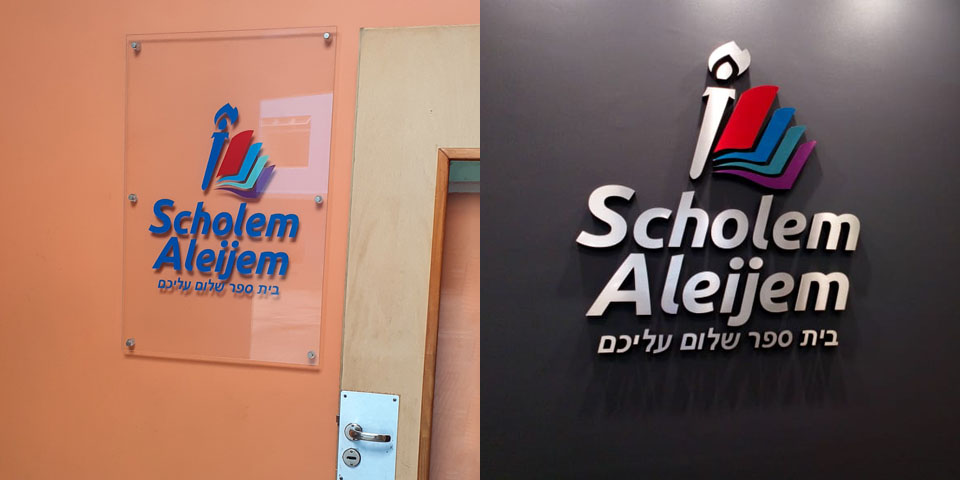 Scholem
Aleijem
בית ספר שלום עליכם
Scholem
Aleijem
בית ספר שלום עליכם